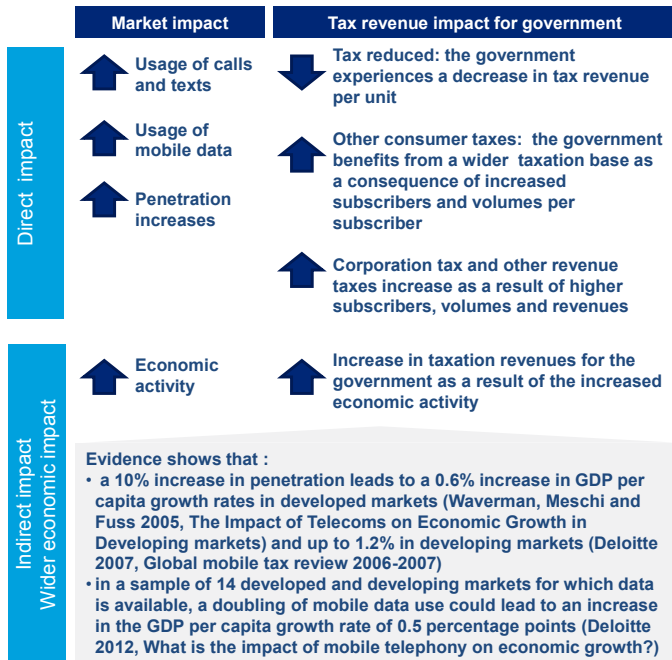 Market impact
Tax revenue impact for government
Direct impact
Usage of calls
and texts
Usage of
mobile data
Penetration
increases
Tax reduced: the government
experiences a decrease in tax revenue
per unit
Other consumer taxes:  the government
benefits from a wider  taxation base as
a consequence of increased
subscribers and volumes per
subscriber
Corporation tax and other revenue
taxes increase as a result of higher
subscribers, volumes and revenues
Indirect impact
Wider economic impact
Economic
activity
Increase in taxation revenues for the
government as a result of the increased
economic activity
Evidence shows that :
• a 10% increase in penetration leads to a 0.6% increase in GDP per
capita growth rates in developed markets (Waverman, Meschi and
Fuss 2005, The Impact of Telecoms on Economic Growth in
Developing markets) and up to 1.2% in developing markets (Deloitte
2007, Global mobile tax review 2006-2007)
• in a sample of 14 developed and developing markets for which data
is available, a doubling of mobile data use could lead to an increase
in the GDP per capita growth rate of 0.5 percentage points (Deloitte
2012, What is the impact of mobile telephony on economic growth?)